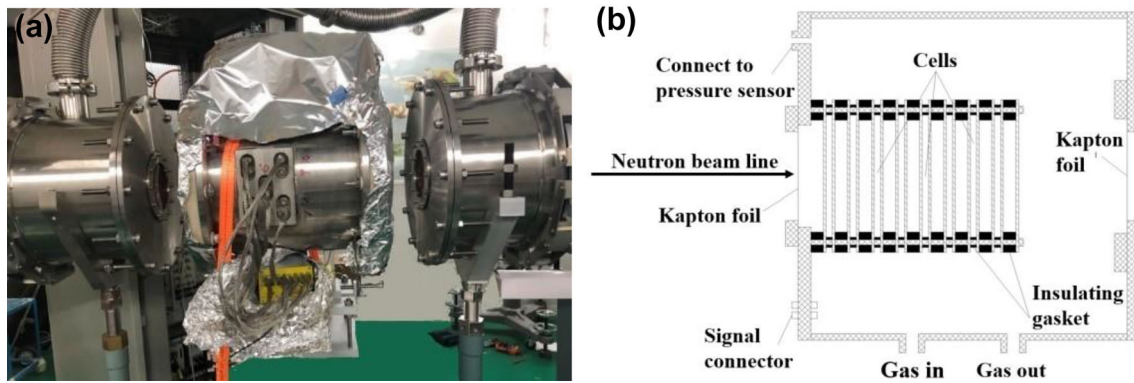 (a)
(b)
Connect to
pressure sensor
Cells
Neutron beam line
Kapton foil
Kapton
foil
Insulating
gasket
Signal
connector
Gas in
Gas out